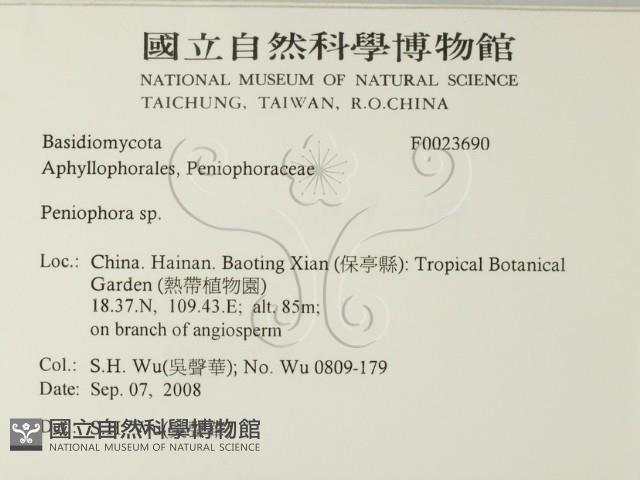 國立自然科學博物館
NATIONAL MUSEUM OF NATURAL SCIENCE
TAICHUNG, TAIWAN, R.O.CHINA
Basidiomycota F0023690
Aphyllophorales, Peniophoraceae
Peniophora sp.
Loc.: China. Hainan. Baoting Xian (保亭縣): Tropical Botanical
Garden (熱帶植物園)
18.37.N, 109.43.E; alt. 85m;
on branch of angiosperm
Col.: S.H. Wu(吳聲華); No. Wu 0809-179
Date: Sep. 07, 2008
國立自然科學博物館
NATIONAL MUSEUM OF NATURAL SCIENCE